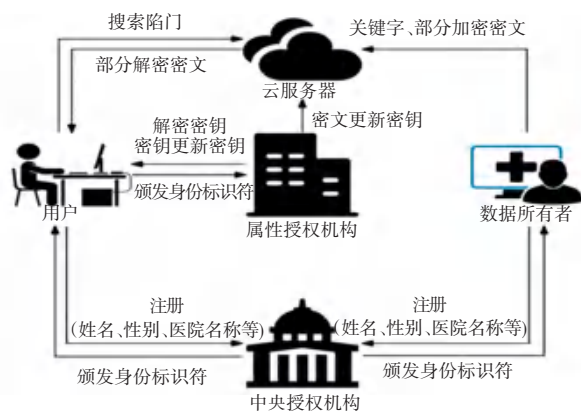 搜索陷门
关键字、部分加密密文
部分解密密文
云服务器
解密密钥
密钥更新密钥
密文更新密钥
颁发身份标识符
用户
属性授权机构
数据所有者
注册
(姓名、性别、医院名称等)
注册
(姓名、性别、医院名称等)
颁发身份标识符
颁发身份标识符
中央授权机构